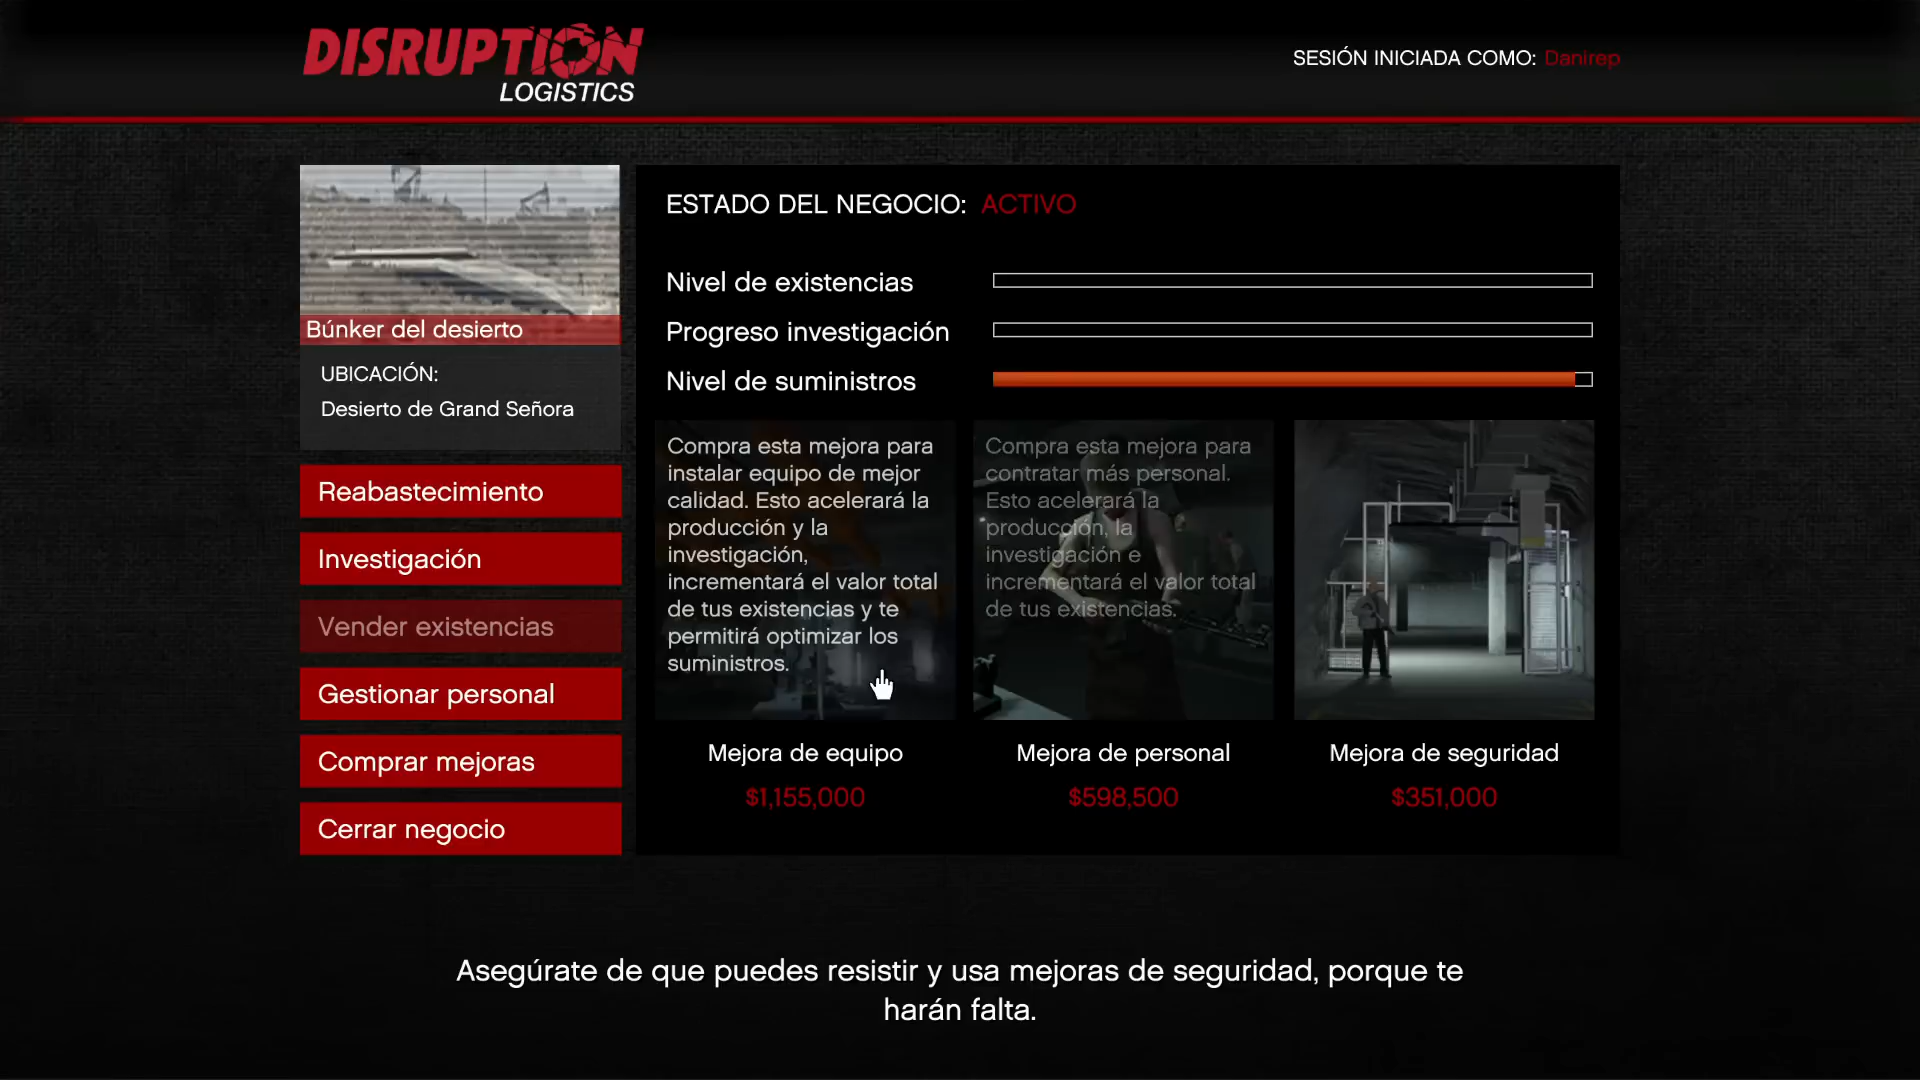 DISRUPTION
LOGISTICS
SESIÓN INICIADA COMO: Danirep
Búnker del desierto
UBICACIÓN:
Desierto de Grand Señora
Reabastecimiento
Investigación
Vender existencias
Gestionar personal
Comprar mejoras
Cerrar negocio
ESTADO DEL NEGOCIO: ACTIVO
Nivel de existencias
Progreso investigación
Nivel de suministros
Compra esta mejora para
instalar equipo de mejor
calidad. Esto acelerará la
producción y la
investigación,
incrementará el valor total
de tus existencias y te
permitirá optimizar los
suministros.
Mejora de equipo
$1,155,000
Compra esta mejora para
contratar más personal.
Esto acelerará la
producción, la
investigación e
incrementará el valor total
de tus existencias.
Mejora de personal
$598,500
Mejora de seguridad
$351,000
Asegúrate de que puedes resistir y usa mejoras de seguridad, porque te
harán falta.